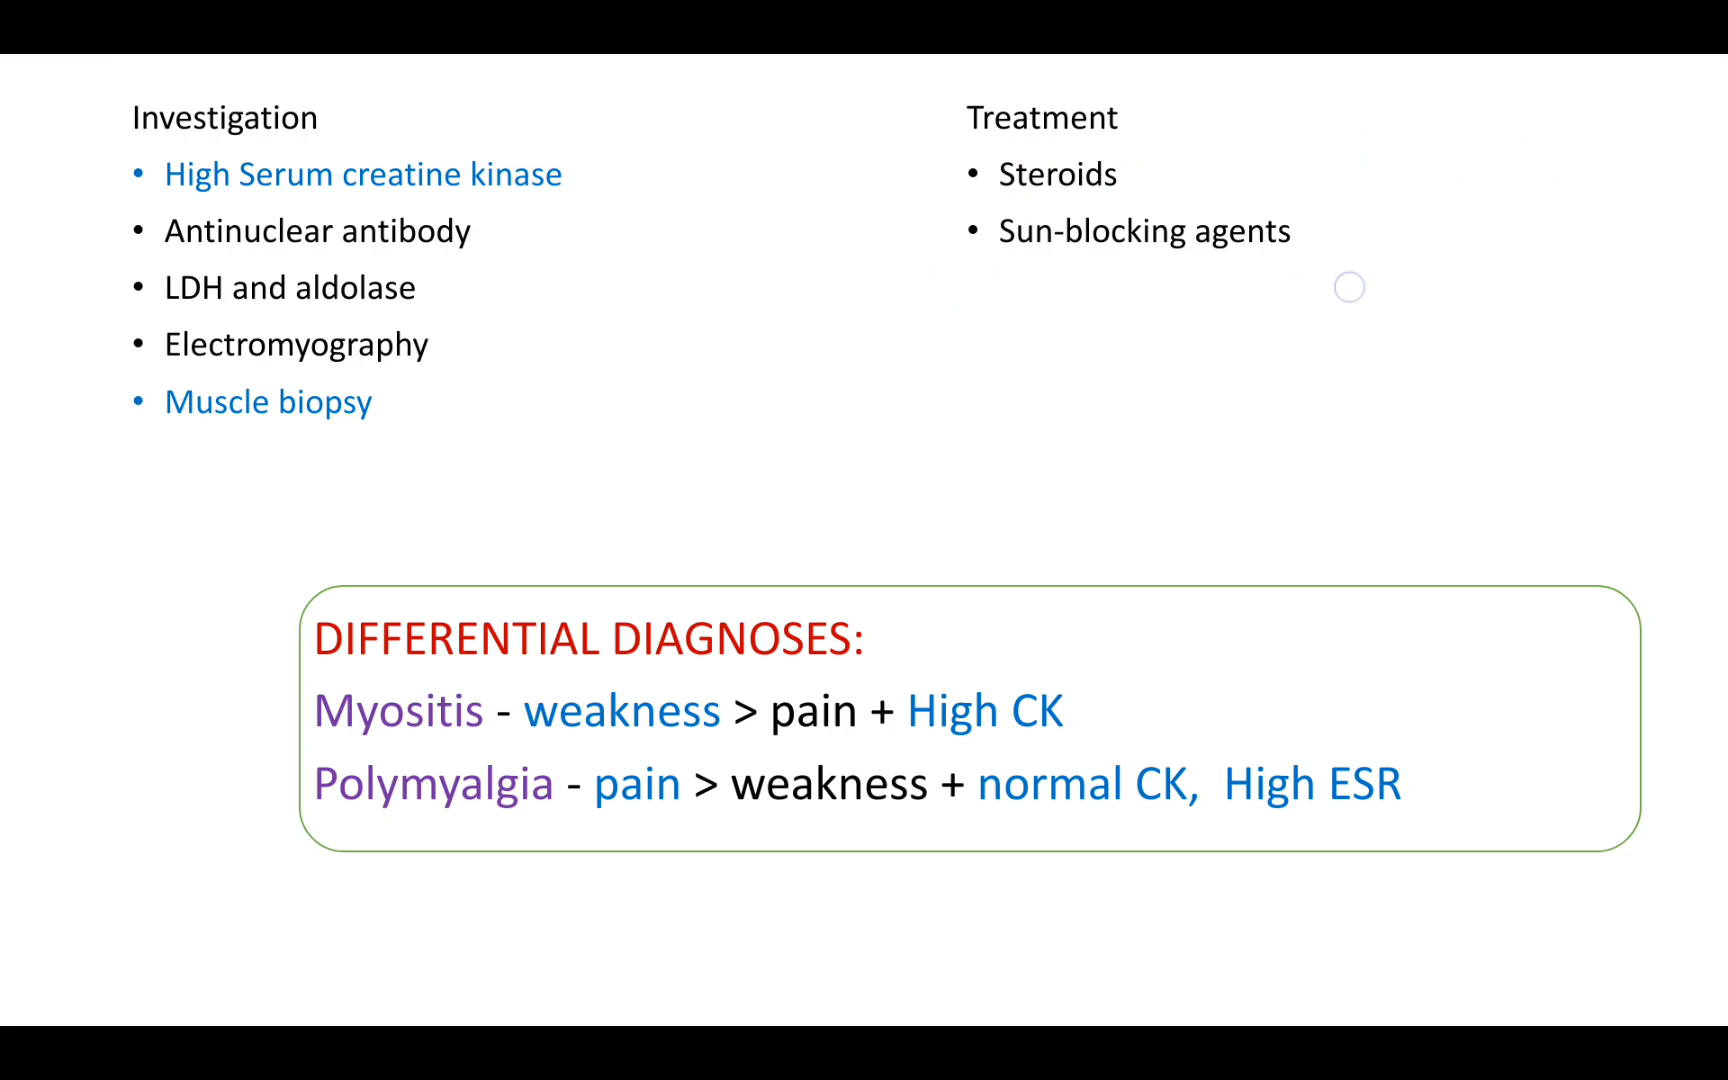 Investigation
• High Serum creatine kinase
• Antinuclear antibody
• LDH and aldolase
• Electromyography
• Muscle biopsy
Treatment
• Steroids
• Sun-blocking agents
DIFFERENTIAL DIAGNOSES:
Myositis - weakness > pain + High CK
Polymyalgia - pain > weakness + normal CK, High ESR